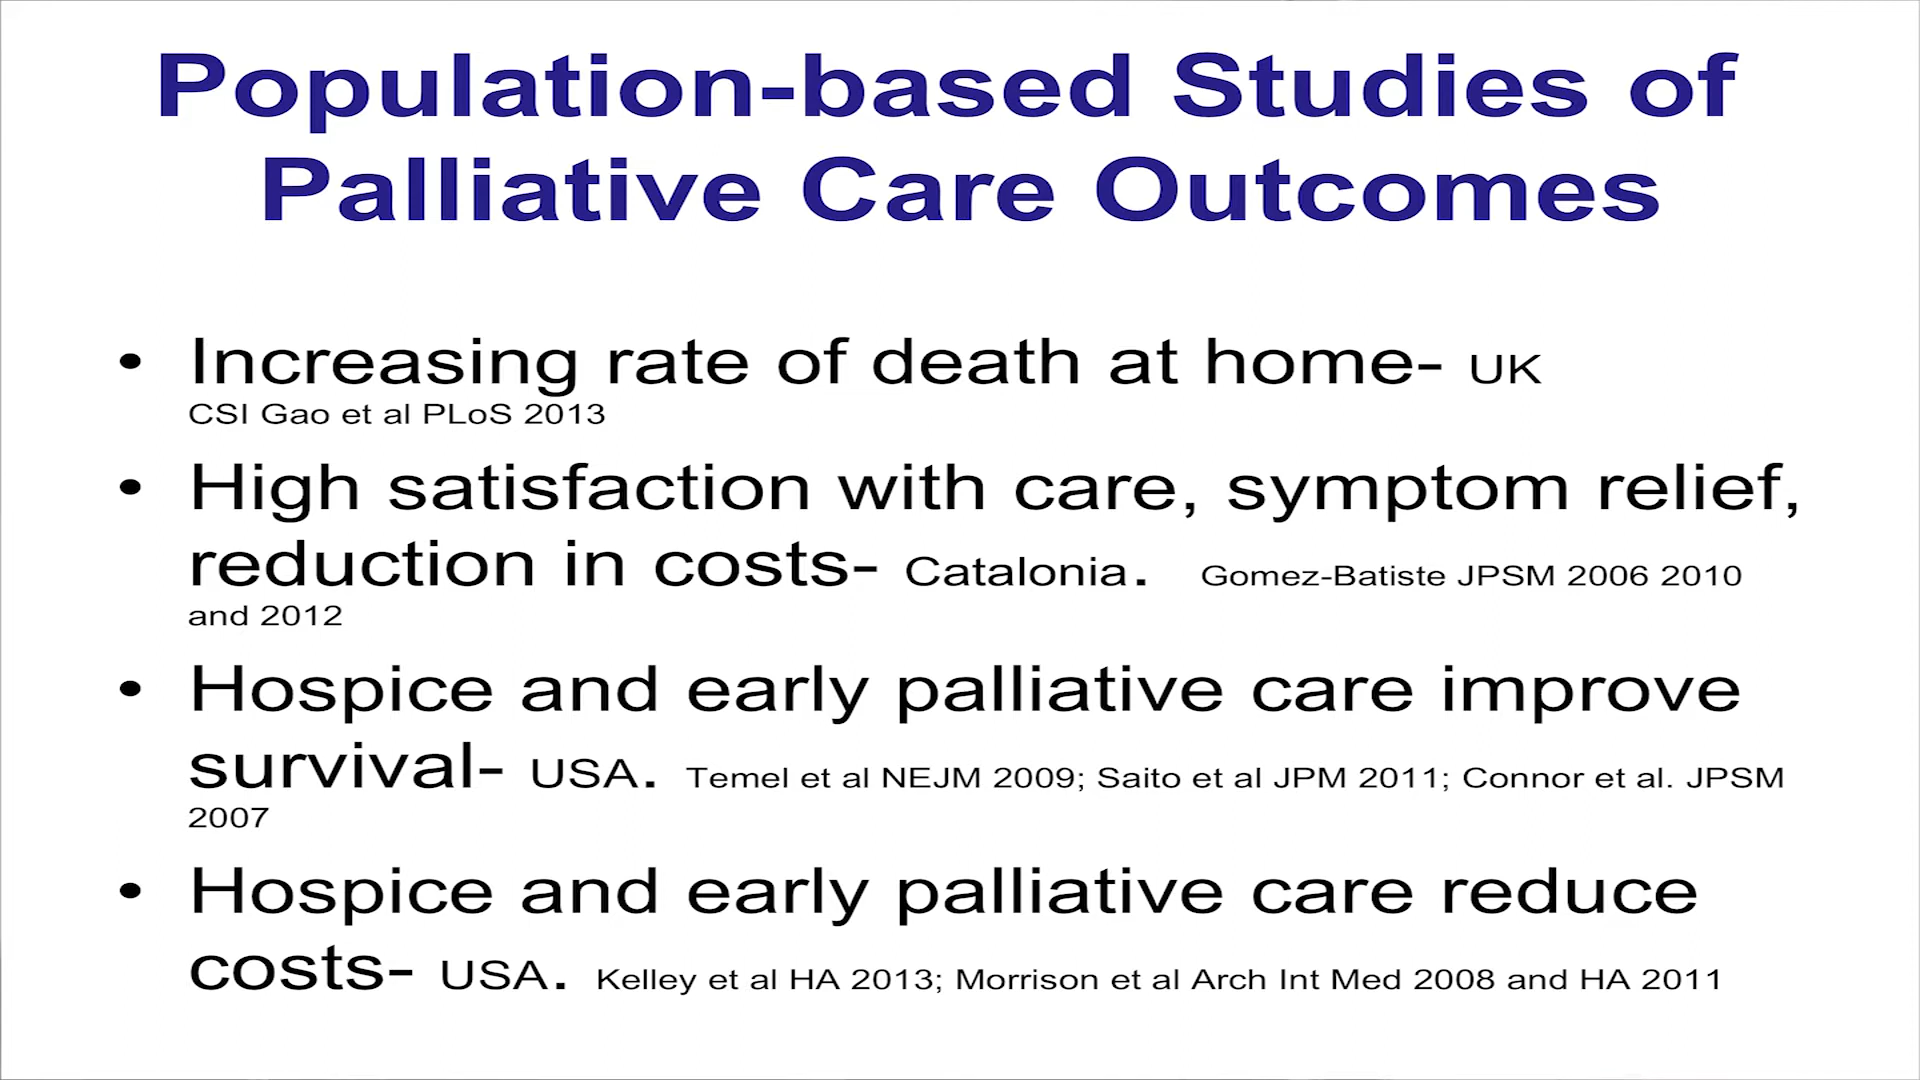 Population-based Studies of
Palliative Care Outcomes
• Increasing rate of death at home- UK
CSI Gao et al PLoS 2013
• High satisfaction with care, symptom relief,
reduction in costs- Catalonia. Gomez-Batiste JPSM 2006 2010
and 2012
• Hospice and early palliative care improve
survival- USA. Temel et al NEJM 2009; Saito et al JPM 2011; Connor et al. JPSM
2007
• Hospice and early palliative care reduce
costs- USA. Kelley et al HA 2013; Morrison et al Arch Int Med 2008 and HA 2011